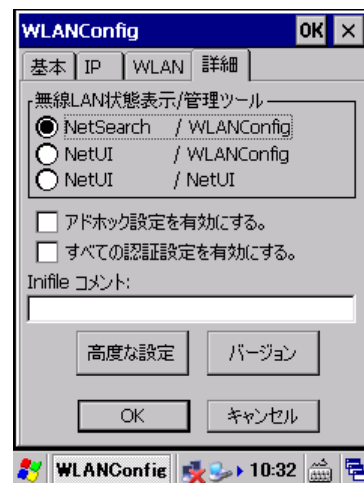 WLANConfig OK ×
基本 IP WLAN 詳細
無線LAN状態表示/管理ツール
NetSearch / WLANConfig
NetUI / WLANConfig
NetUI / NetUI
アドホック設定を有効にする。
すべての認証設定を有効にする。
Inifile コメント:
高度な設定 バージョン
OK キャンセル
WLANConfig 10:32